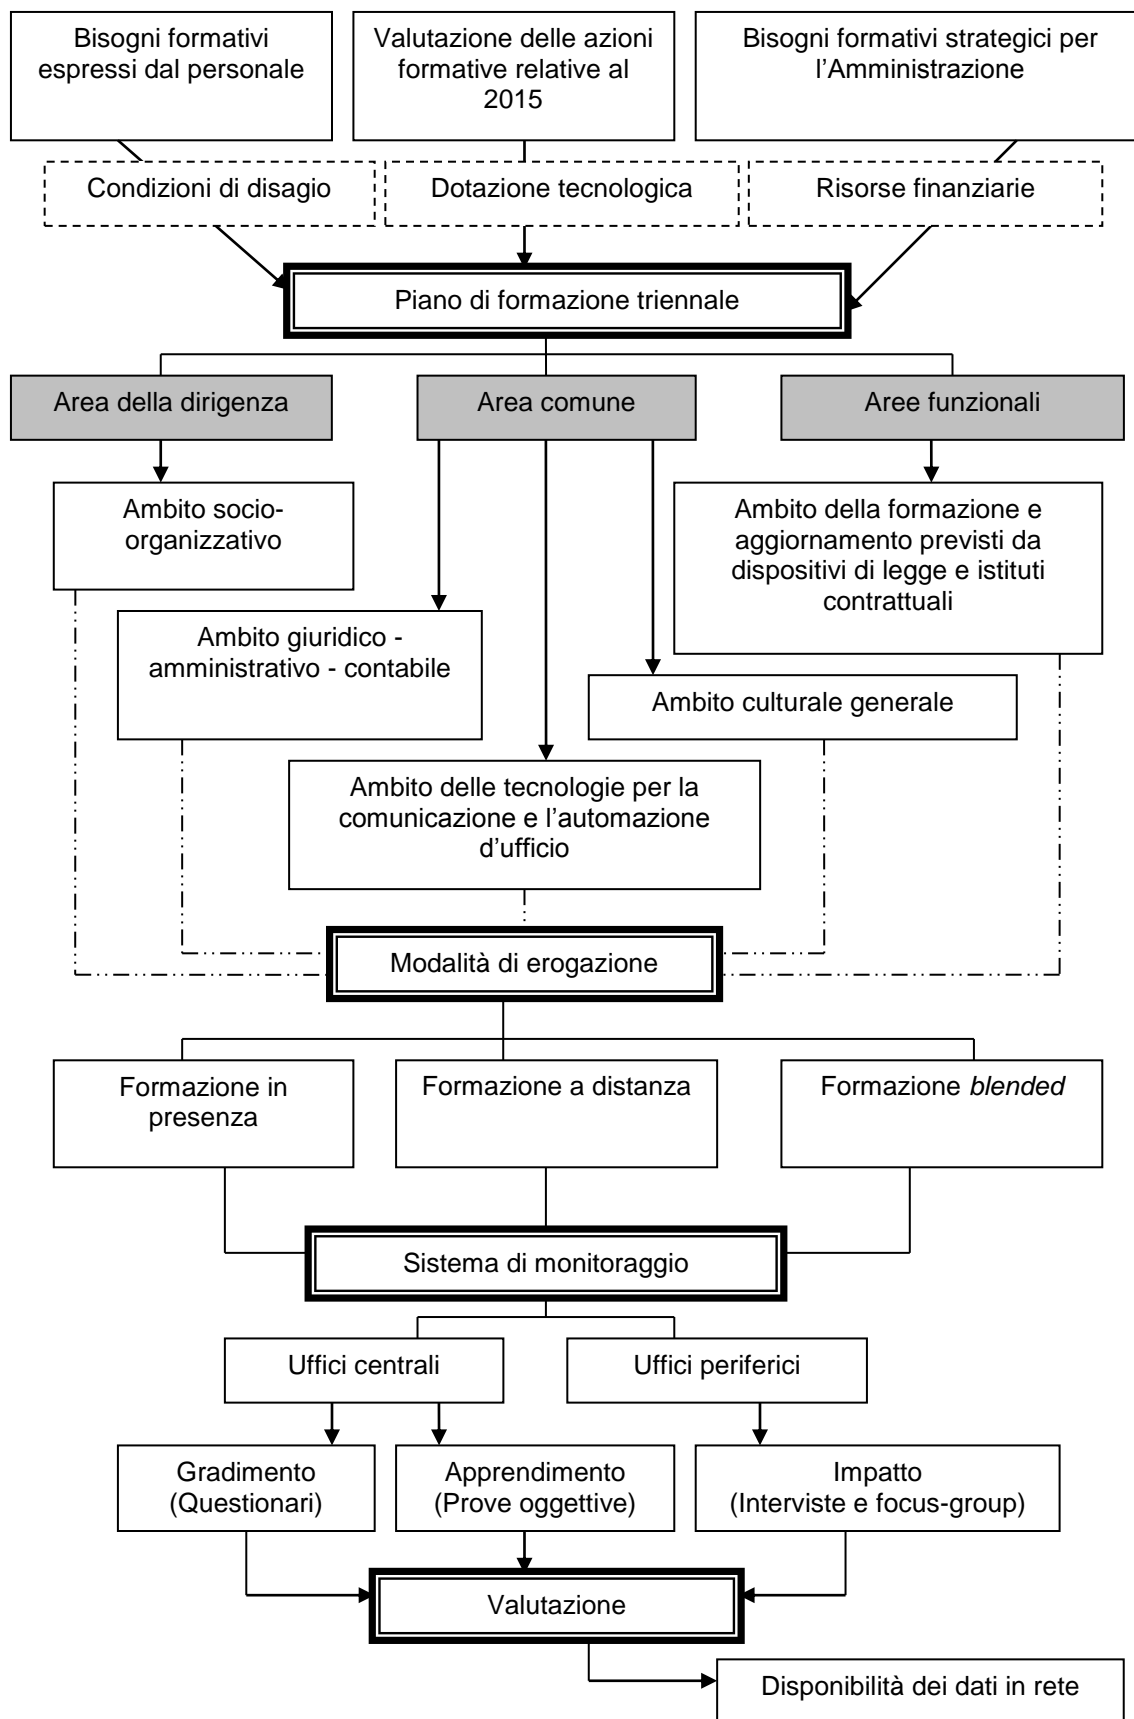 Bisogni formativi
espressi dal personale
Valutazione delle azioni
formative relative al
2015
Bisogni formativi strategici per
l’Amministrazione
Condizioni di disagio
Dotazione tecnologica
Risorse finanziarie
Piano di formazione triennale
Area della dirigenza
Area comune
Aree funzionali
Ambito socio-
organizzativo
Ambito della formazione e
aggiornamento previsti da
dispositivi di legge e istituti
contrattuali
Ambito giuridico -
amministrativo - contabile
Ambito culturale generale
Ambito delle tecnologie per la
comunicazione e l’automazione
d’ufficio
Modalità di erogazione
Formazione in
presenza
Formazione a distanza
Formazione blended
Sistema di monitoraggio
Uffici centrali
Uffici periferici
Gradimento
(Questionari)
Apprendimento
(Prove oggettive)
Impatto
(Interviste e focus-group)
Valutazione
Disponibilità dei dati in rete